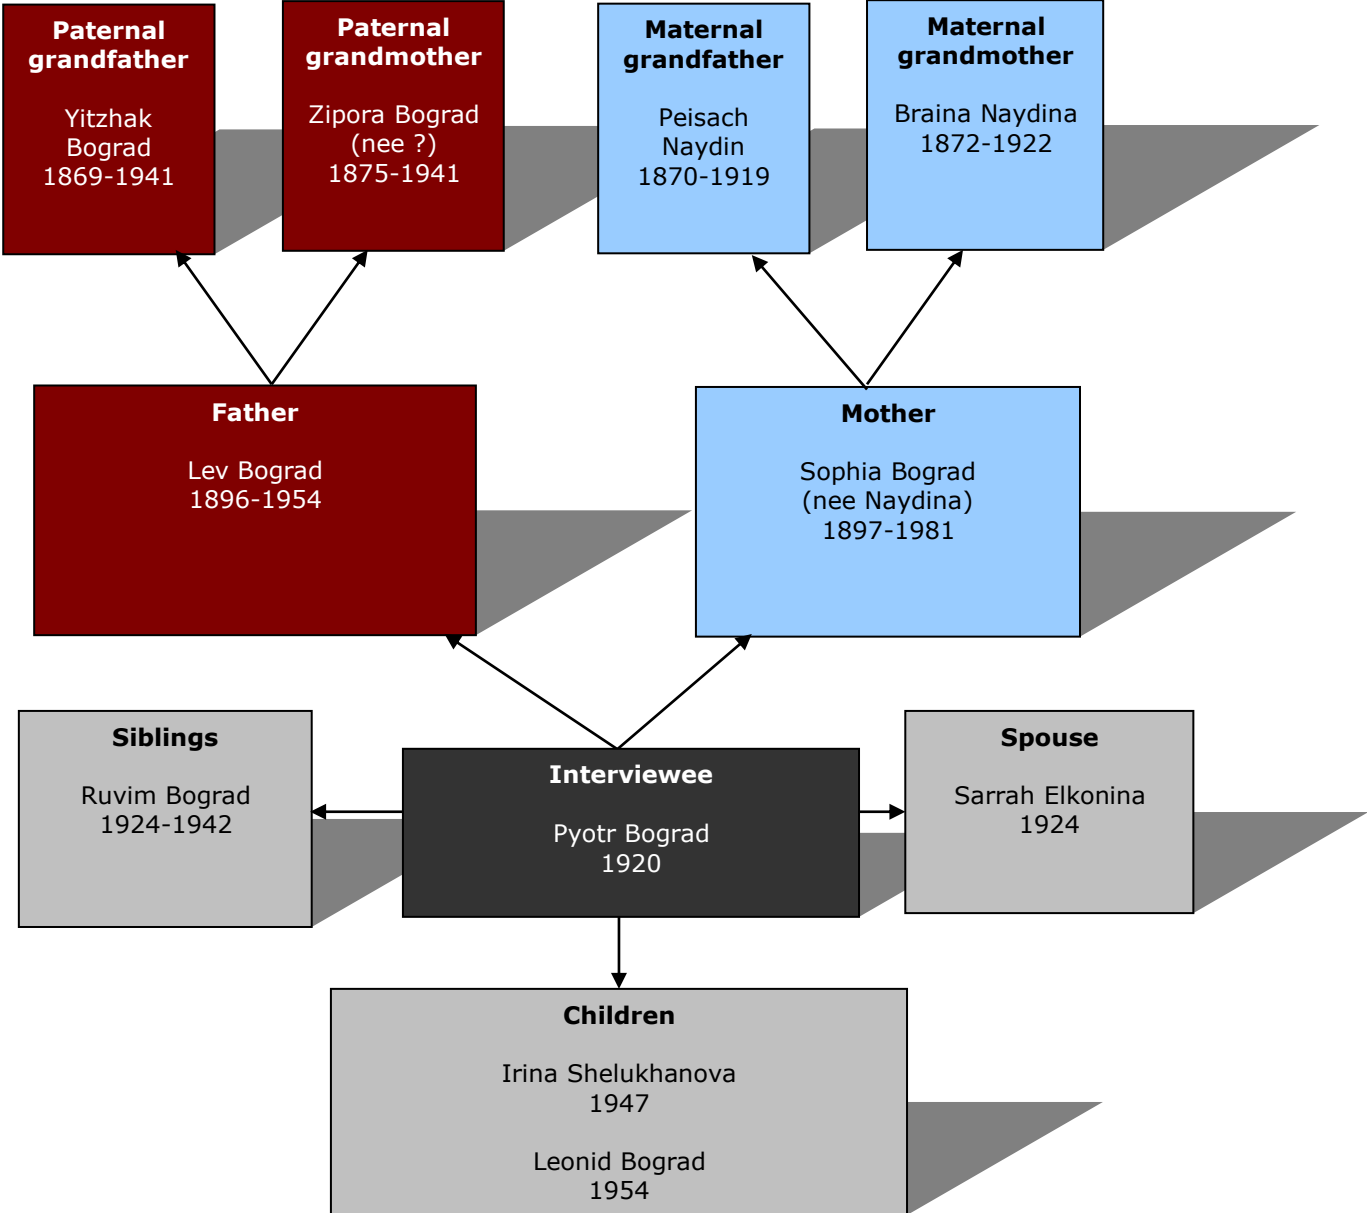 Paternal
grandfather
Yitzhak
Bograd
1869-1941
Paternal
grandmother
Zipora Bograd
(nee ?)
1875-1941
Maternal
grandfather
Peisach
Naydin
1870-1919
Maternal
grandmother
Braina Naydina
1872-1922
Father
Lev Bograd
1896-1954
Mother
Sophia Bograd
(nee Naydina)
1897-1981
Siblings
Ruvim Bograd
1924-1942
Interviewee
Pyotr Bograd
1920
Spouse
Sarrah Elkonina
1924
Children
Irina Shelukhanova
1947
Leonid Bograd
1954